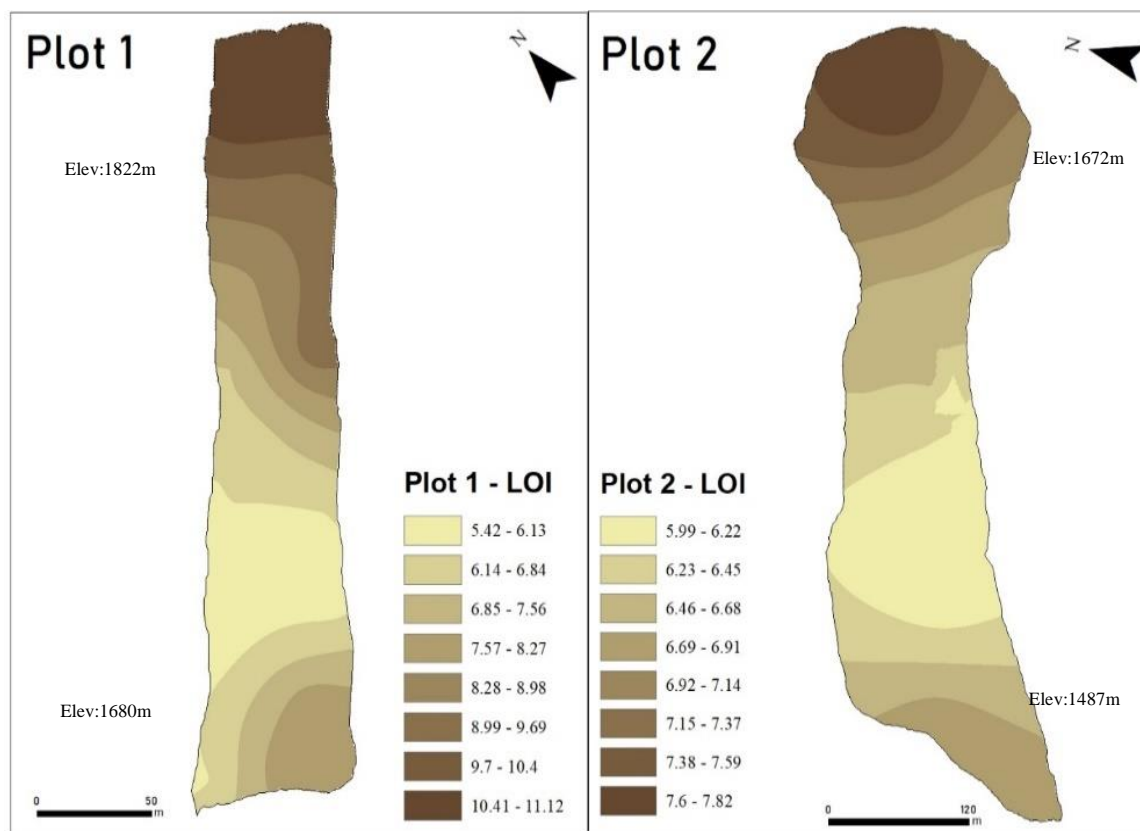 Plot 1
N
Elev:1822m
Plot 1 - LOI
5.42 - 6.13
6.14 - 6.84
6.85 - 7.56
7.57 - 8.27
8.28 - 8.98
8.99 - 9.69
9.7 - 10.4
10.41 - 11.12
Elev:1680m
0 50
m
Plot 2
N
Elev:1672m
Plot 2 - LOI
5.99 - 6.22
6.23 - 6.45
6.46 - 6.68
6.69 - 6.91
6.92 - 7.14
7.15 - 7.37
7.38 - 7.59
7.6 - 7.82
Elev:1487m
0 120
m